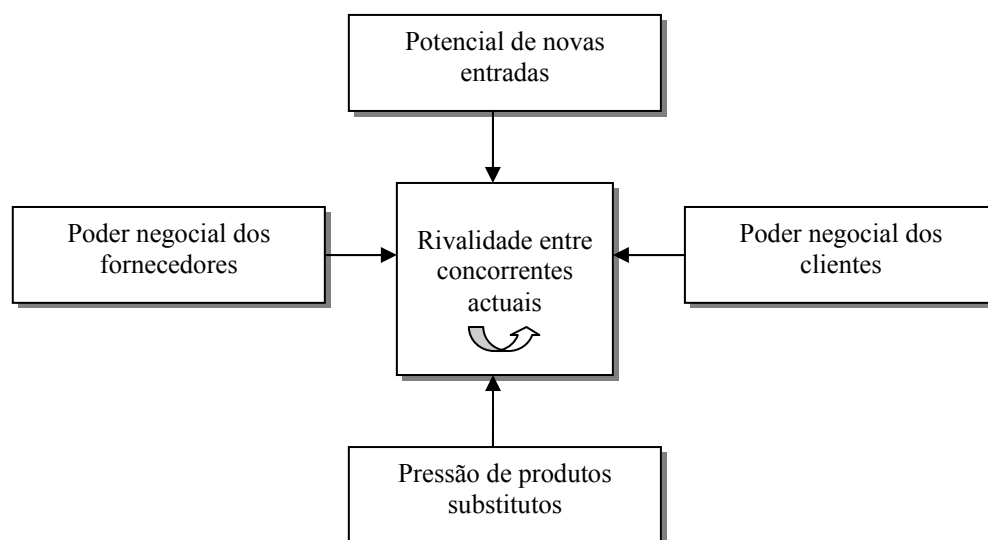 Potencial de novas
entradas
Poder negocial dos
fornecedores
Rivalidade entre
concorrentes
actuais
Poder negocial dos
clientes
Pressão de produtos
substitutos